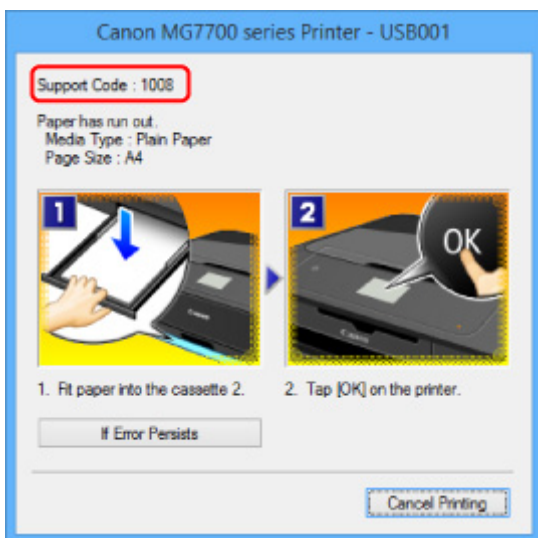 Canon MG7700 series Printer - USB001
Support Code : 1008
Paper has run out.
Media Type : Plain Paper
Page Size : A4
1
2
OK
Canon
Canon
1. Fit paper into the cassette 2.
2. Tap [OK] on the printer.
If Error Persists
Cancel Printing